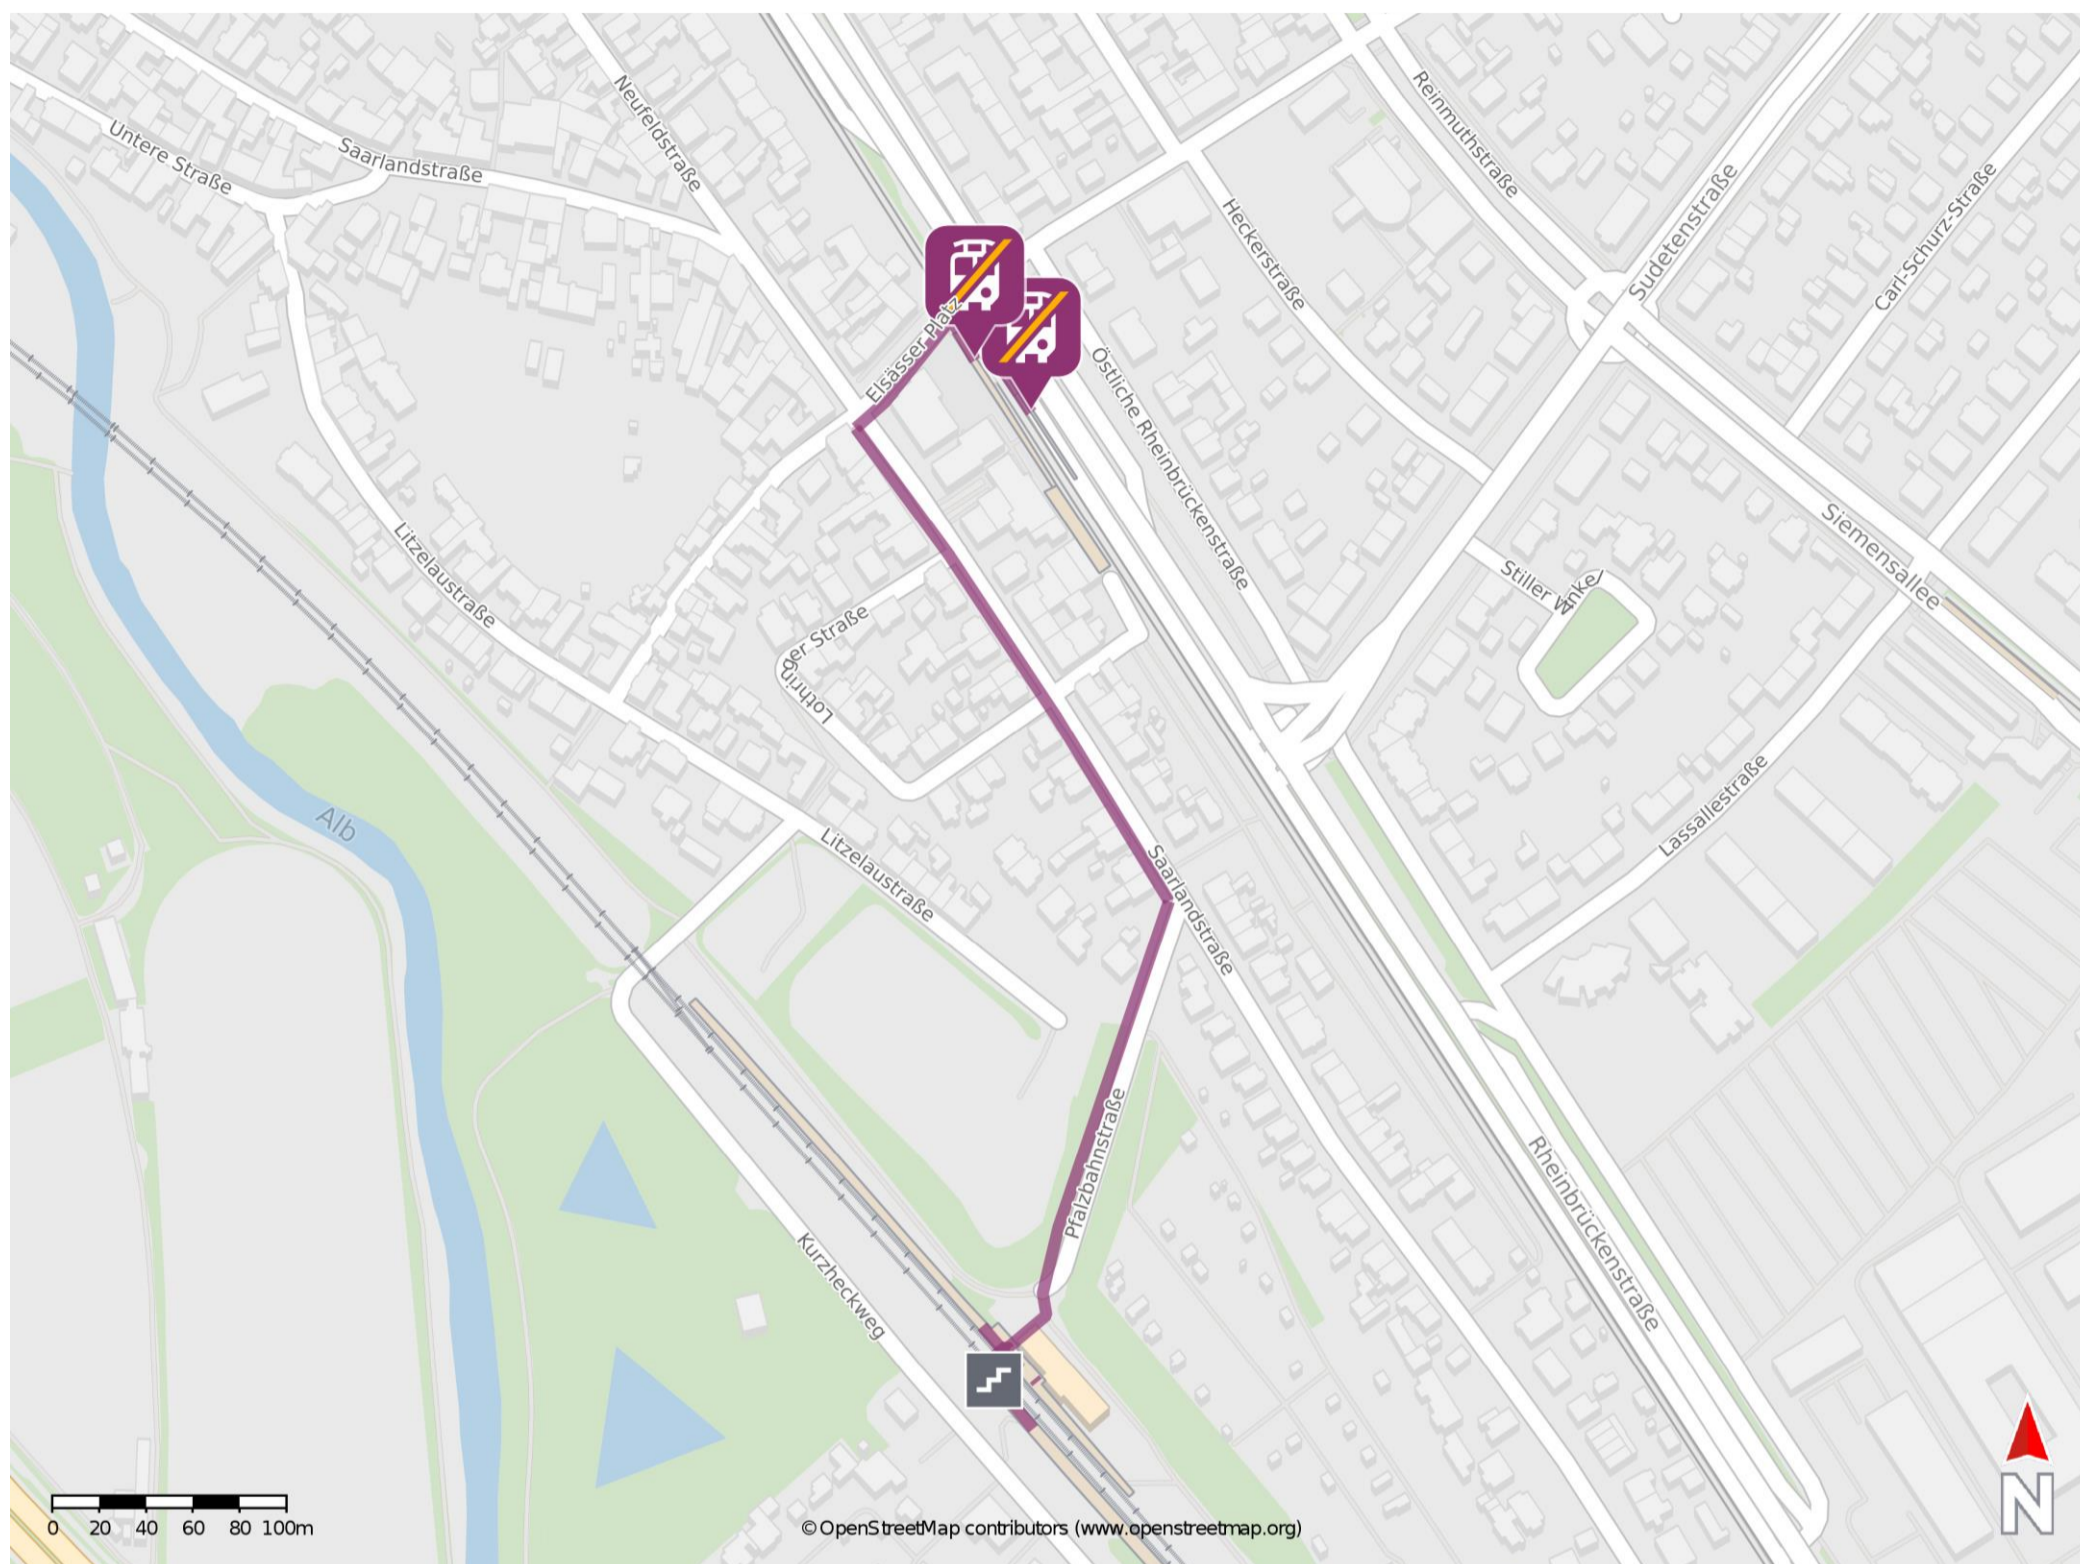 Reinmuthstraße
Neufeldstraße
Untere Straße
Saarlandstraße
Sudetenstraße
Carl-Schurz-Straße
Heckerstraße
Elsässer Platz
Östliche Rheinbrückenstraße
Siemensallee
Litzelaustraße
Stiller Winkel
Lothringer Straße
Lassallestraße
Alb
Litzelaustraße
Saarlandstraße
Pfalzbahnstraße
Rheinbrückenstraße
Kurzheckweg
N
0 20 40 60 80 100m
© OpenStreetMap contributors (www.openstreetmap.org)